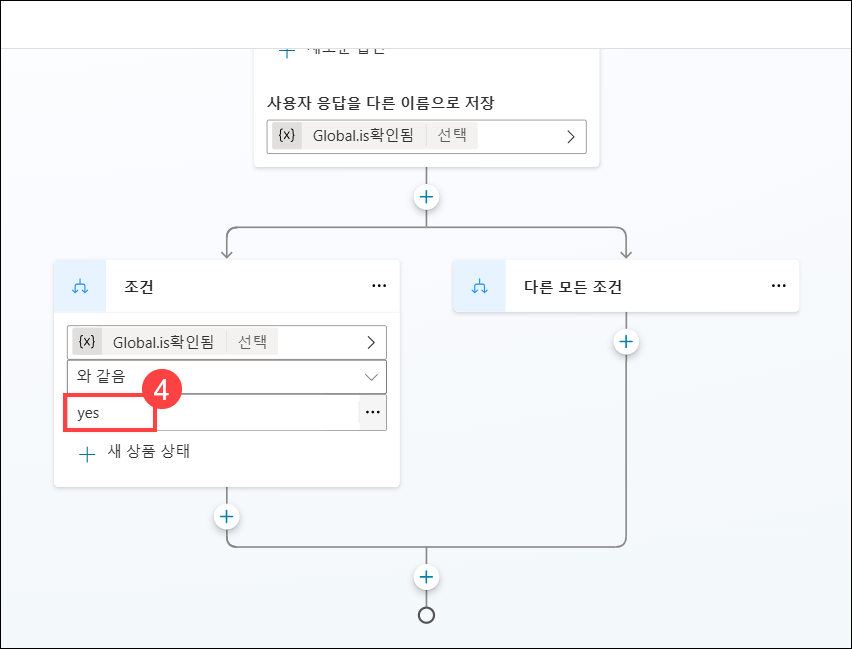 사용자 응답을 다른 이름으로 저장
{x} Global.is확인됨 선택
조건
다른 모든 조건
{x} Global.is확인됨 선택
와 같음
4
yes
새 상품 상태